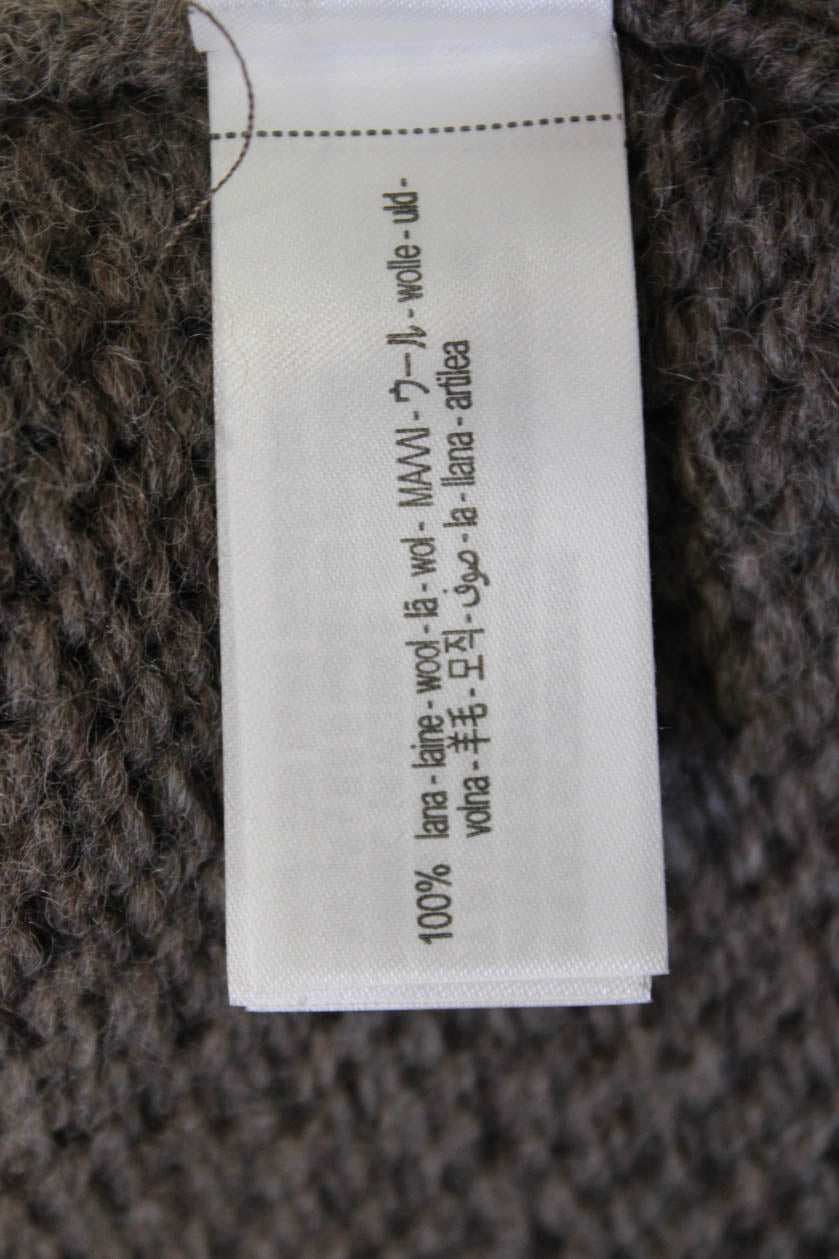 100% lana - laine - wool - lã - wol - ΜΑΛΛΙ - ウール - wolle - uld -
volna - 羊毛 - 모직 - صوف - la - llana - artilea